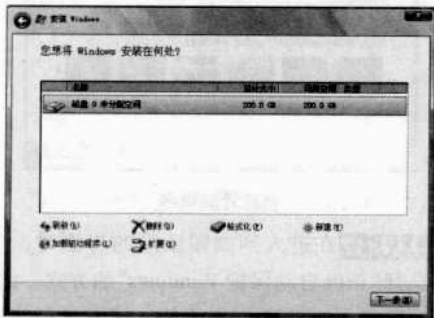 安装 Windows
您想将 Windows 安装在何处?
名称 总计大小 可用空间 类型
磁盘 0 未分配空间 200.0 GB 200.0 GB
刷新(R) 删除(D) 格式化(F) 新建(E)
加载驱动程序(L) 扩展(X)
下一步(N)